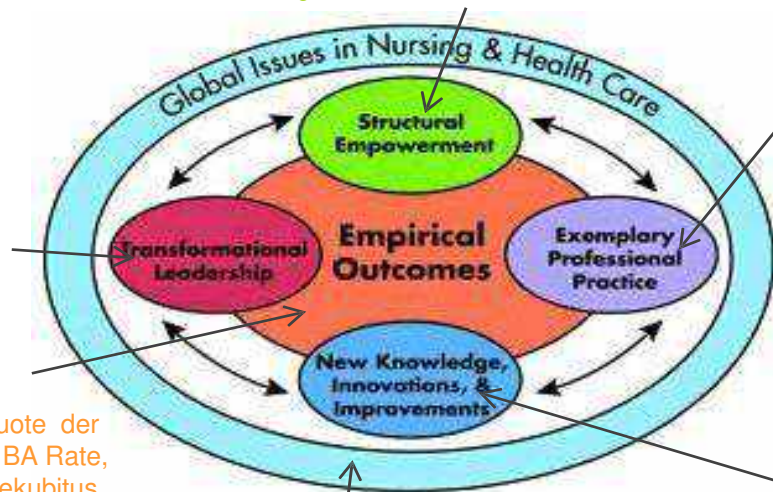 Global Issues in Nursing & Health Care
Structural
Empowerment
Transformational
Leadership
Empirical
Outcomes
Exemplary
Professional
Practice
New Knowledge,
Innovations, &
Improvements
der
BA Rate,